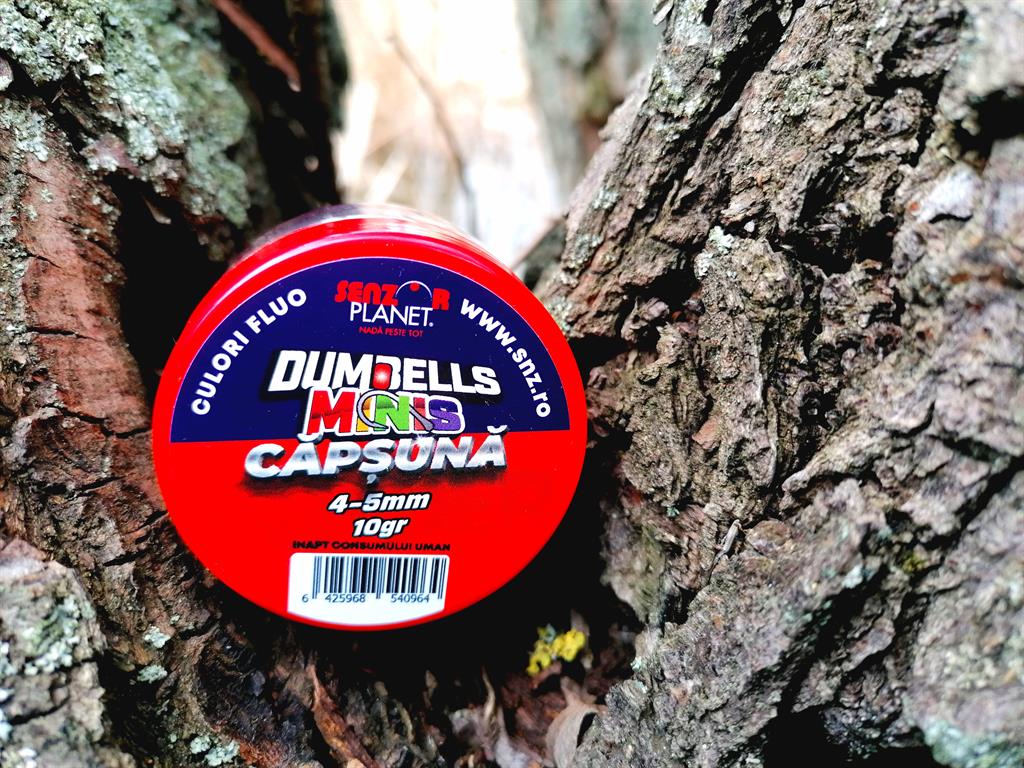 CULORI FLUO
SENZOR
PLANET®
NADĂ PESTE TOT
www.snz.ro
DUMBELLS
MINIS
CĂPȘUNĂ
4-5mm
10gr
INAPT CONSUMULUI UMAN
6 425968 540964